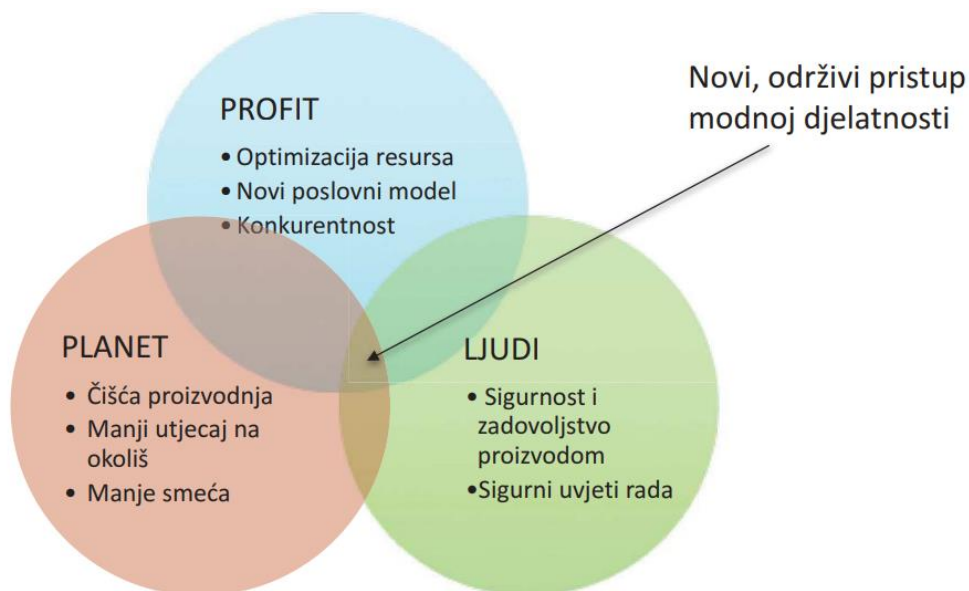 Novi, održivi pristup
modnoj djelatnosti
PROFIT
• Optimizacija resursa
• Novi poslovni model
• Konkurentnost
PLANET
• Čišća proizvodnja
• Manji utjecaj na
okoliš
• Manje smeća
LJUDI
• Sigurnost i
zadovoljstvo
proizvodom
•Sigurni uvjeti rada